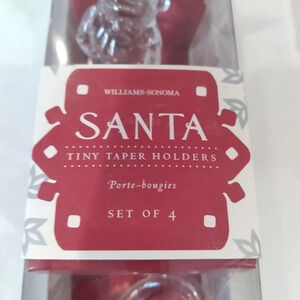 WILLIAMS-SONOMA
SANTA
TINY TAPER HOLDERS
Porte-bougies
SET OF 4